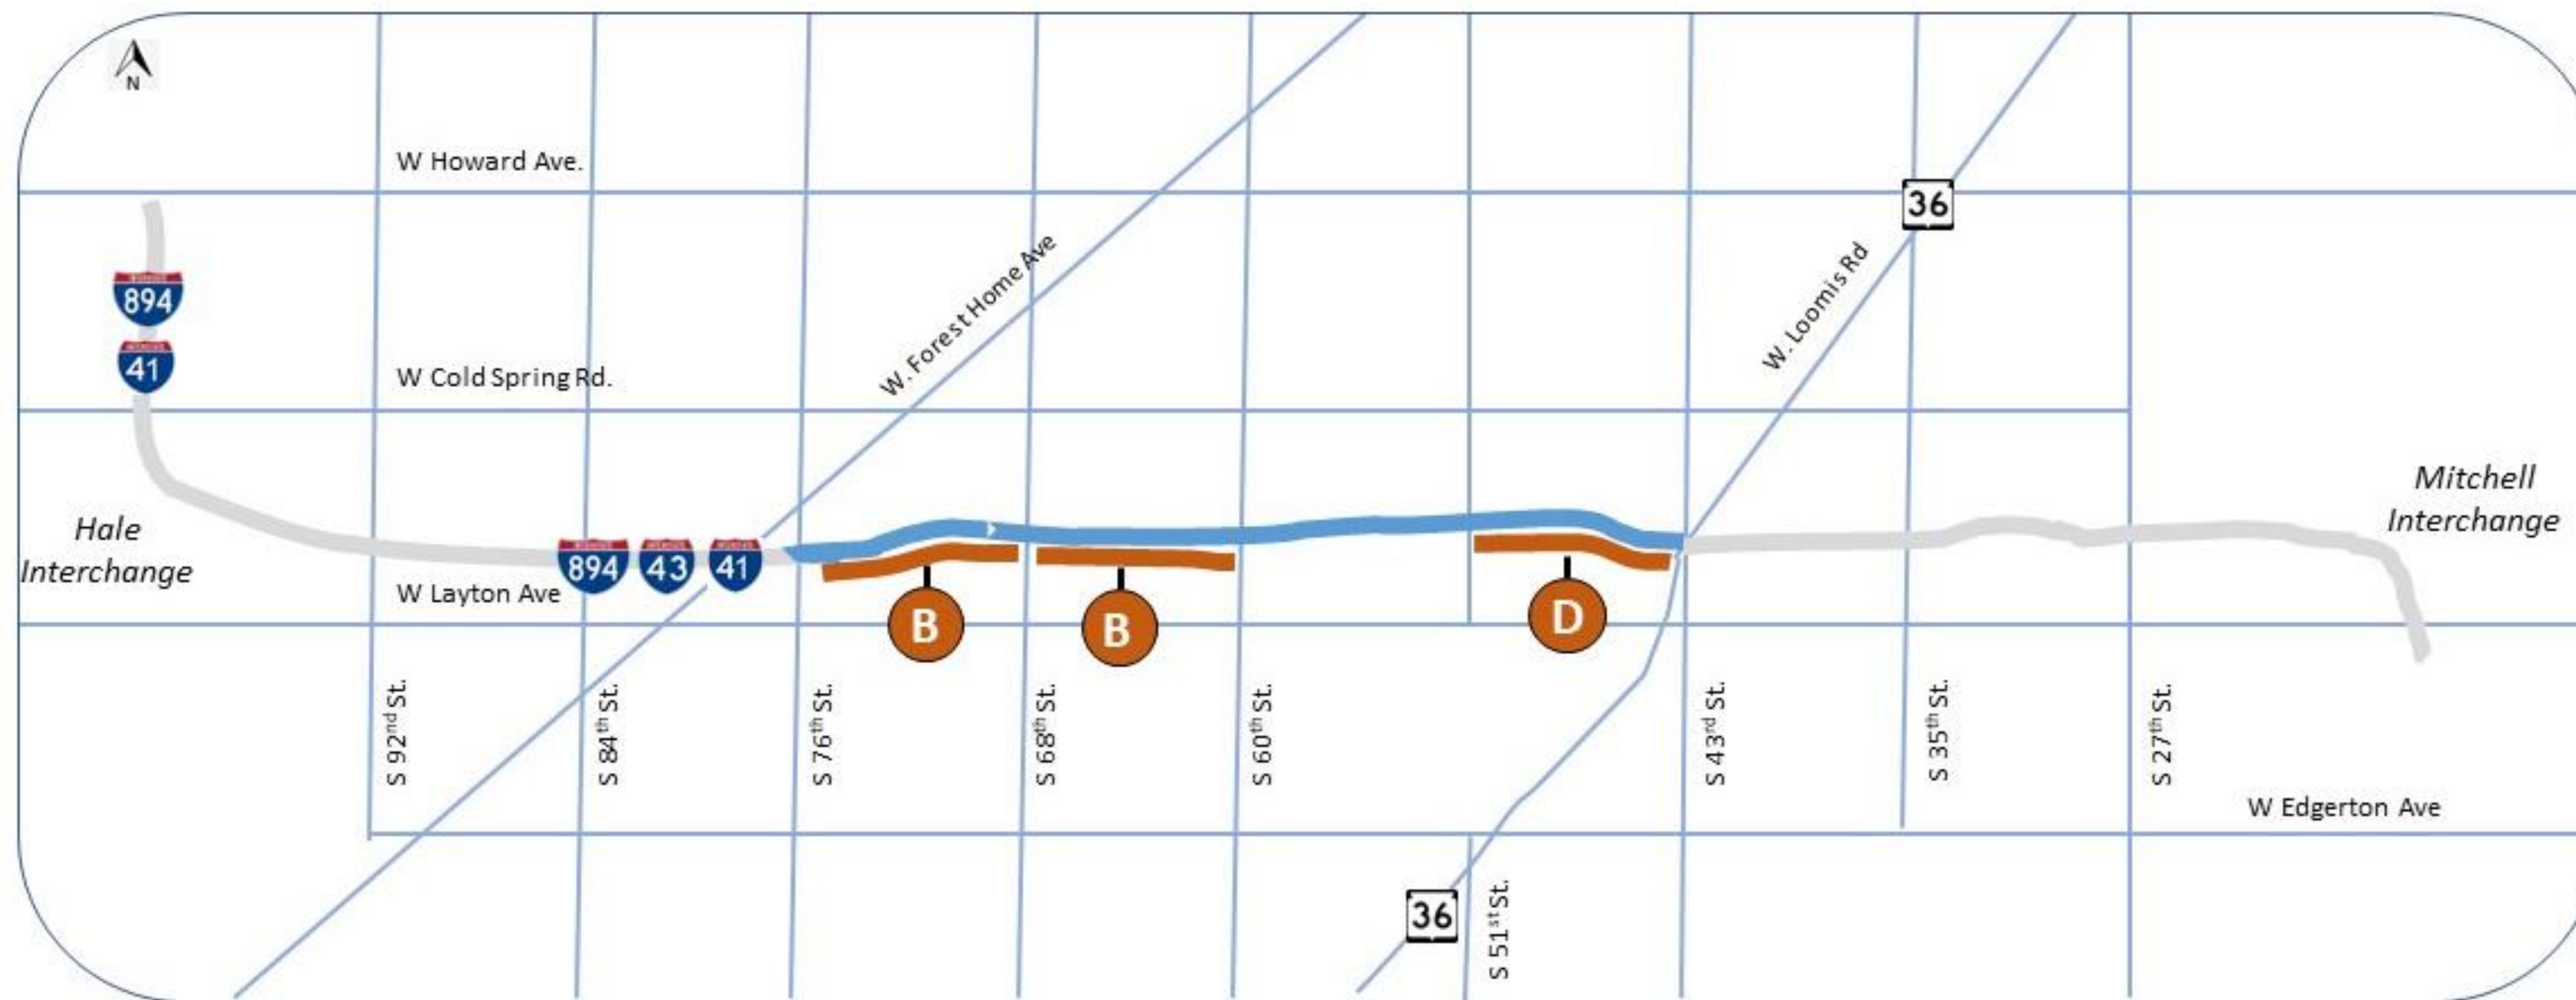 N
W Howard Ave.
36
W. Forest Home Ave
W. Loomis Rd
894
41
W Cold Spring Rd.
Mitchell
Interchange
Hale
Interchange
894
43
41
W Layton Ave
B
B
D
S 92nd St.
S 84th St.
S 76th St.
S 68th St.
S 60th St.
S 43rd St.
S 35th St.
S 27th St.
W Edgerton Ave
36
S 51st St.